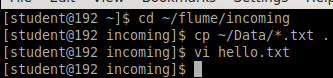 [student@192 ~]$ cd ~/flume/incoming
[student@192 incoming]$ cp ~/Data/*.txt .
[student@192 incoming]$ vi hello.txt
[student@192 incoming]$